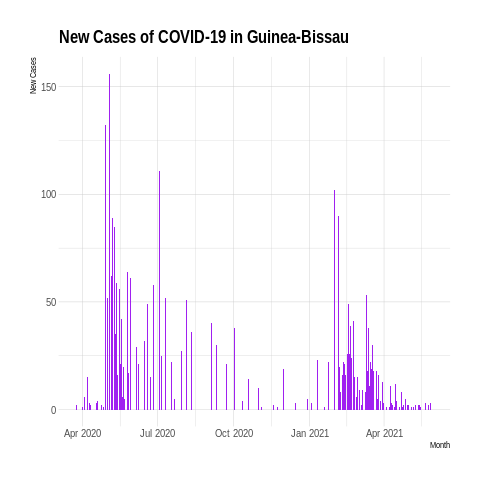 New Cases of COVID-19 in Guinea-Bissau
New Cases
150
100
50
0
Apr 2020 Jul 2020 Oct 2020 Jan 2021 Apr 2021
Month